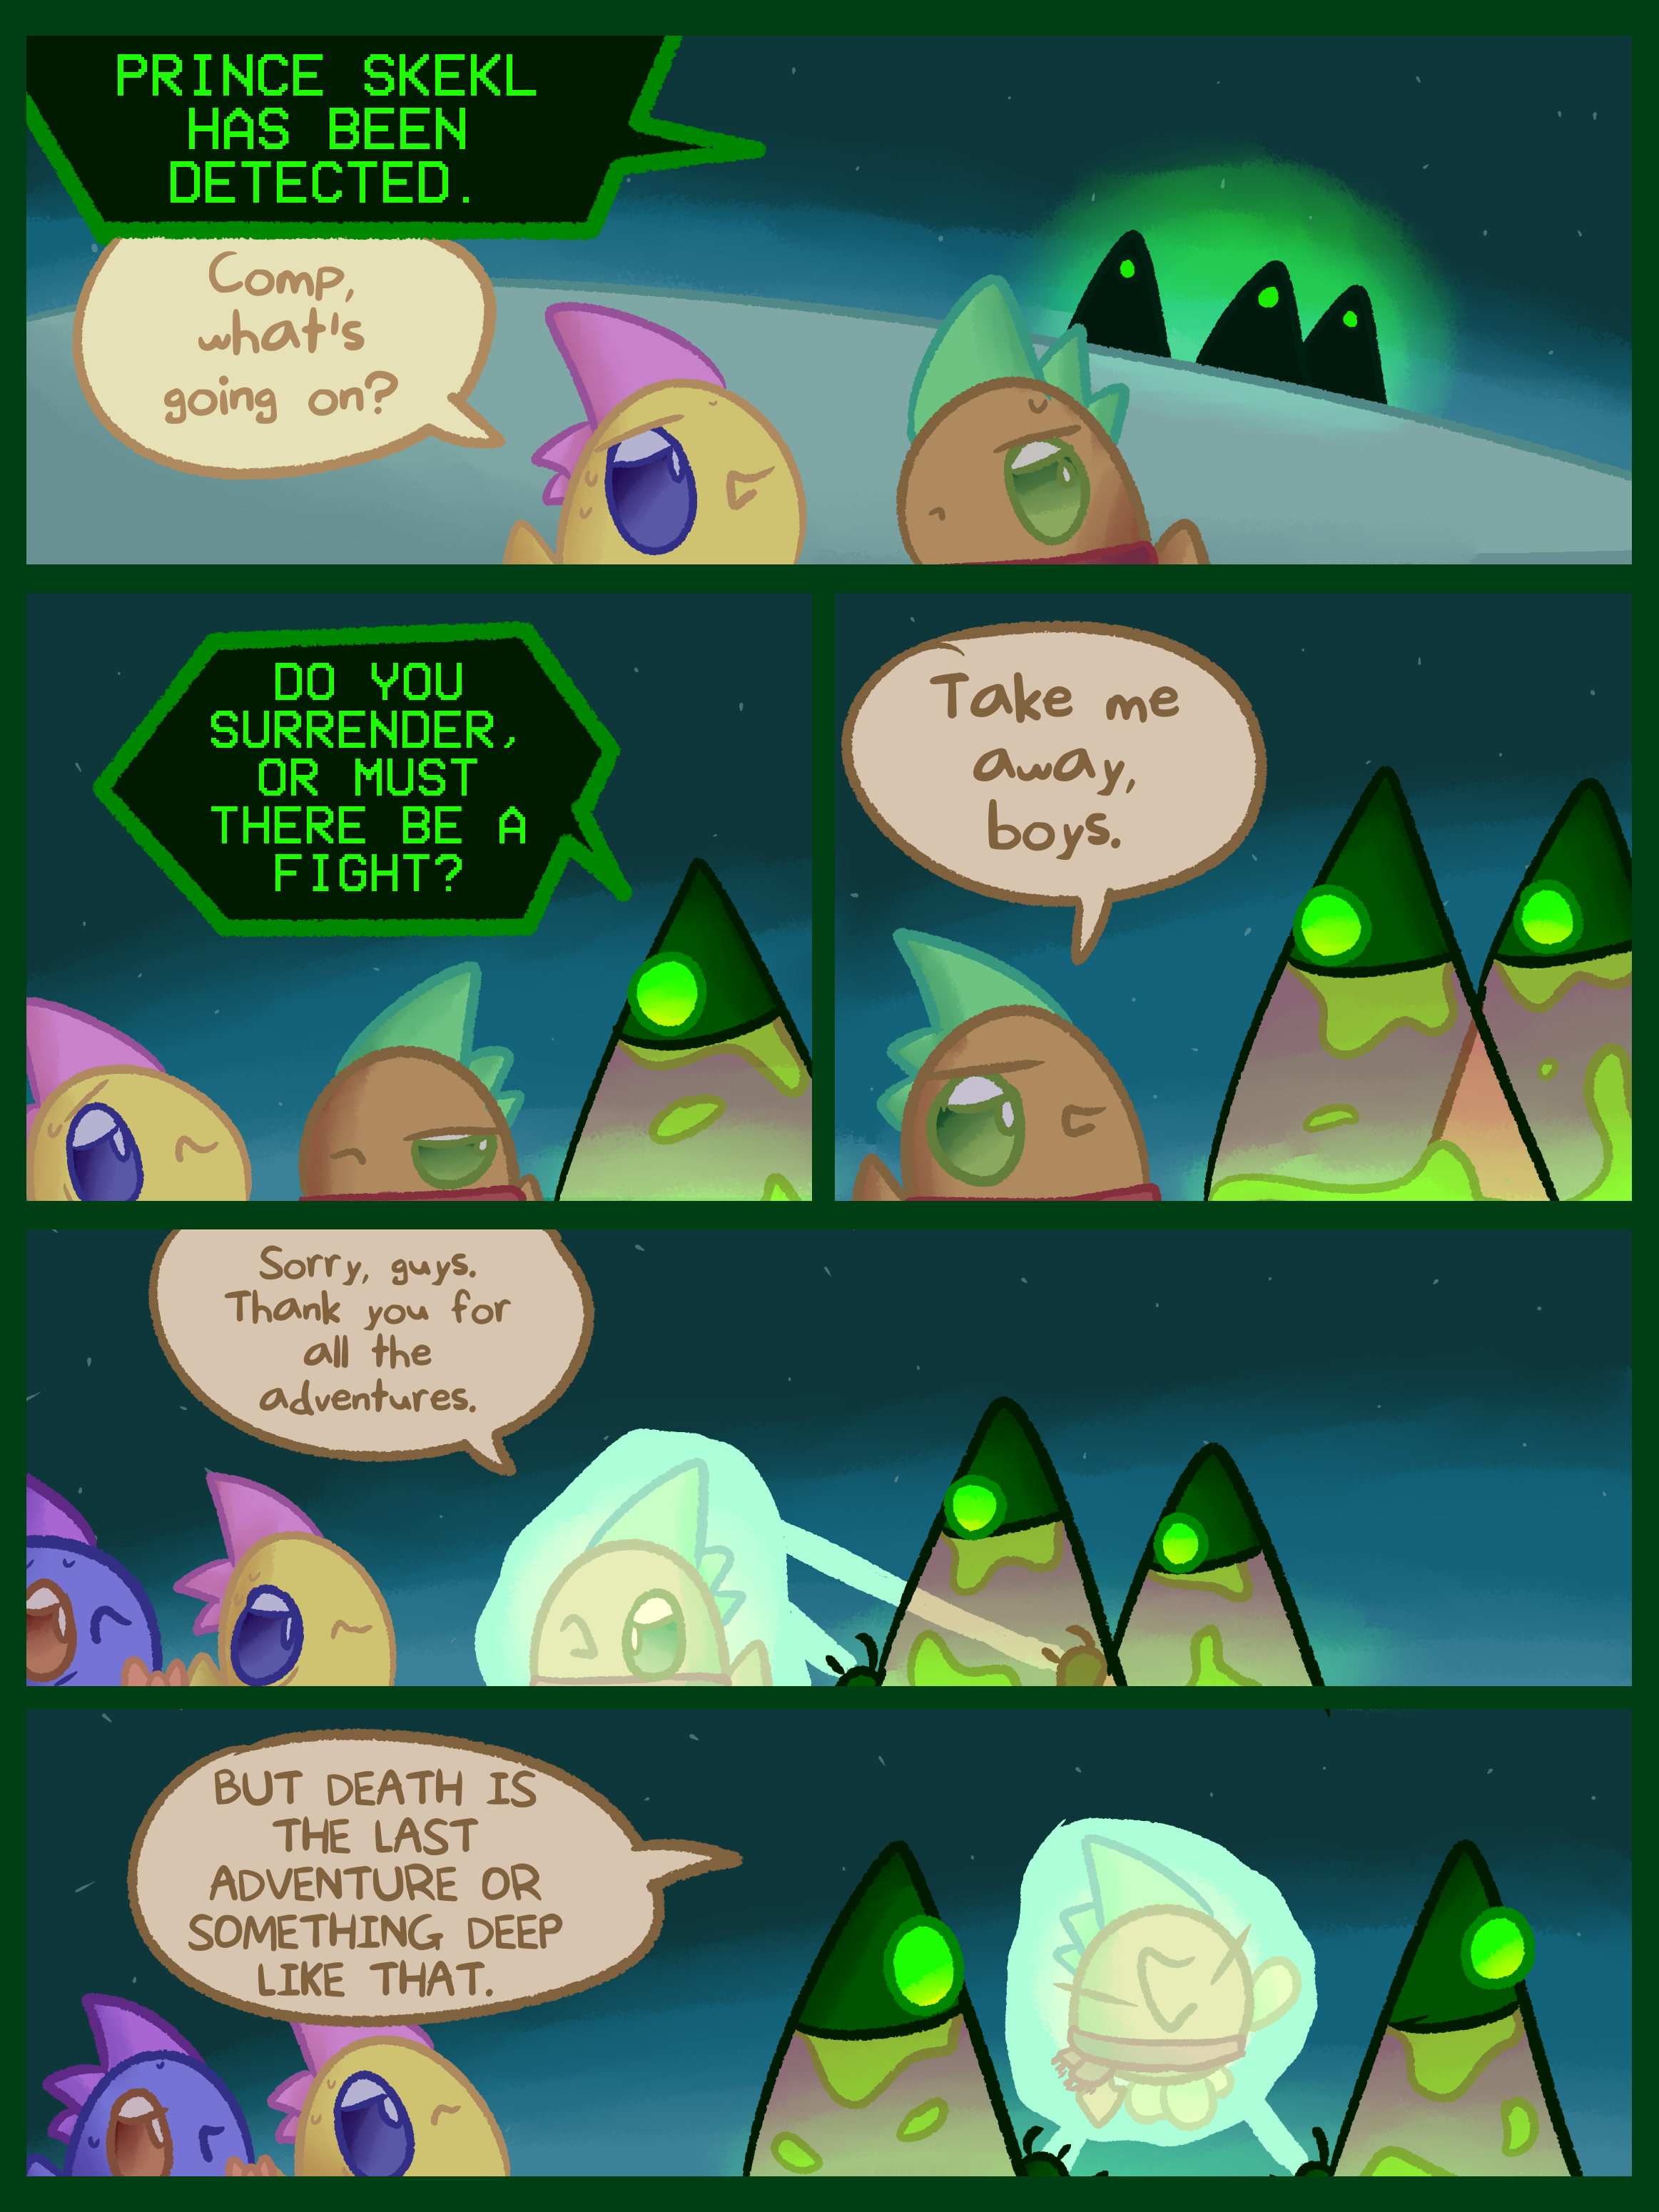 PRINCE SKEKL
HAS BEEN
DETECTED.
Comp,
what's
going on?
DO YOU
SURRENDER,
OR MUST
THERE BE A
FIGHT?
Take me
away,
boys.
Sorry, guys.
Thank you for
all the
adventures.
BUT DEATH IS
THE LAST
ADVENTURE OR
SOMETHING DEEP
LIKE THAT.